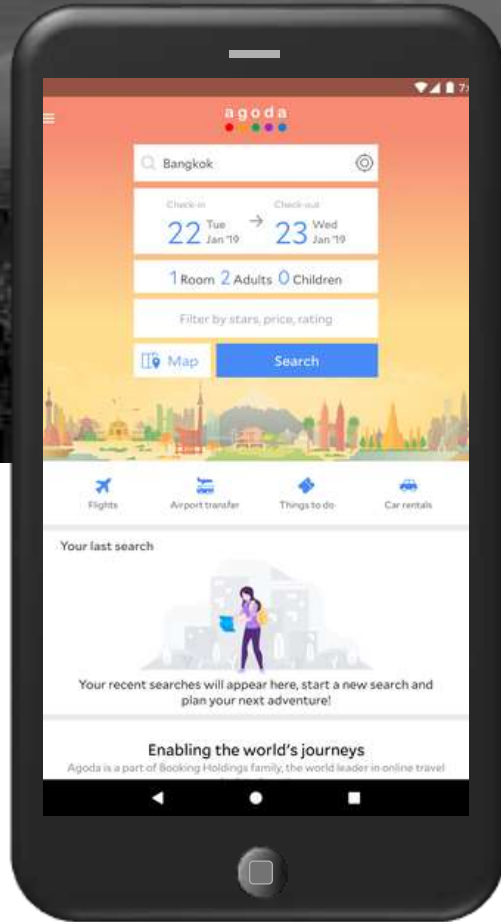 7:
agoda
Bangkok
Check-in
Check-out
22 Tue Jan '19
23 Wed Jan '19
1 Room 2 Adults 0 Children
Filter by stars, price, rating
Map
Search
Flights
Airport transfer
Things to do
Car rentals
Your last search
Your recent searches will appear here, start a new search and
plan your next adventure!
Enabling the world's journeys
Agoda is a part of Booking Holdings family, the world leader in online travel